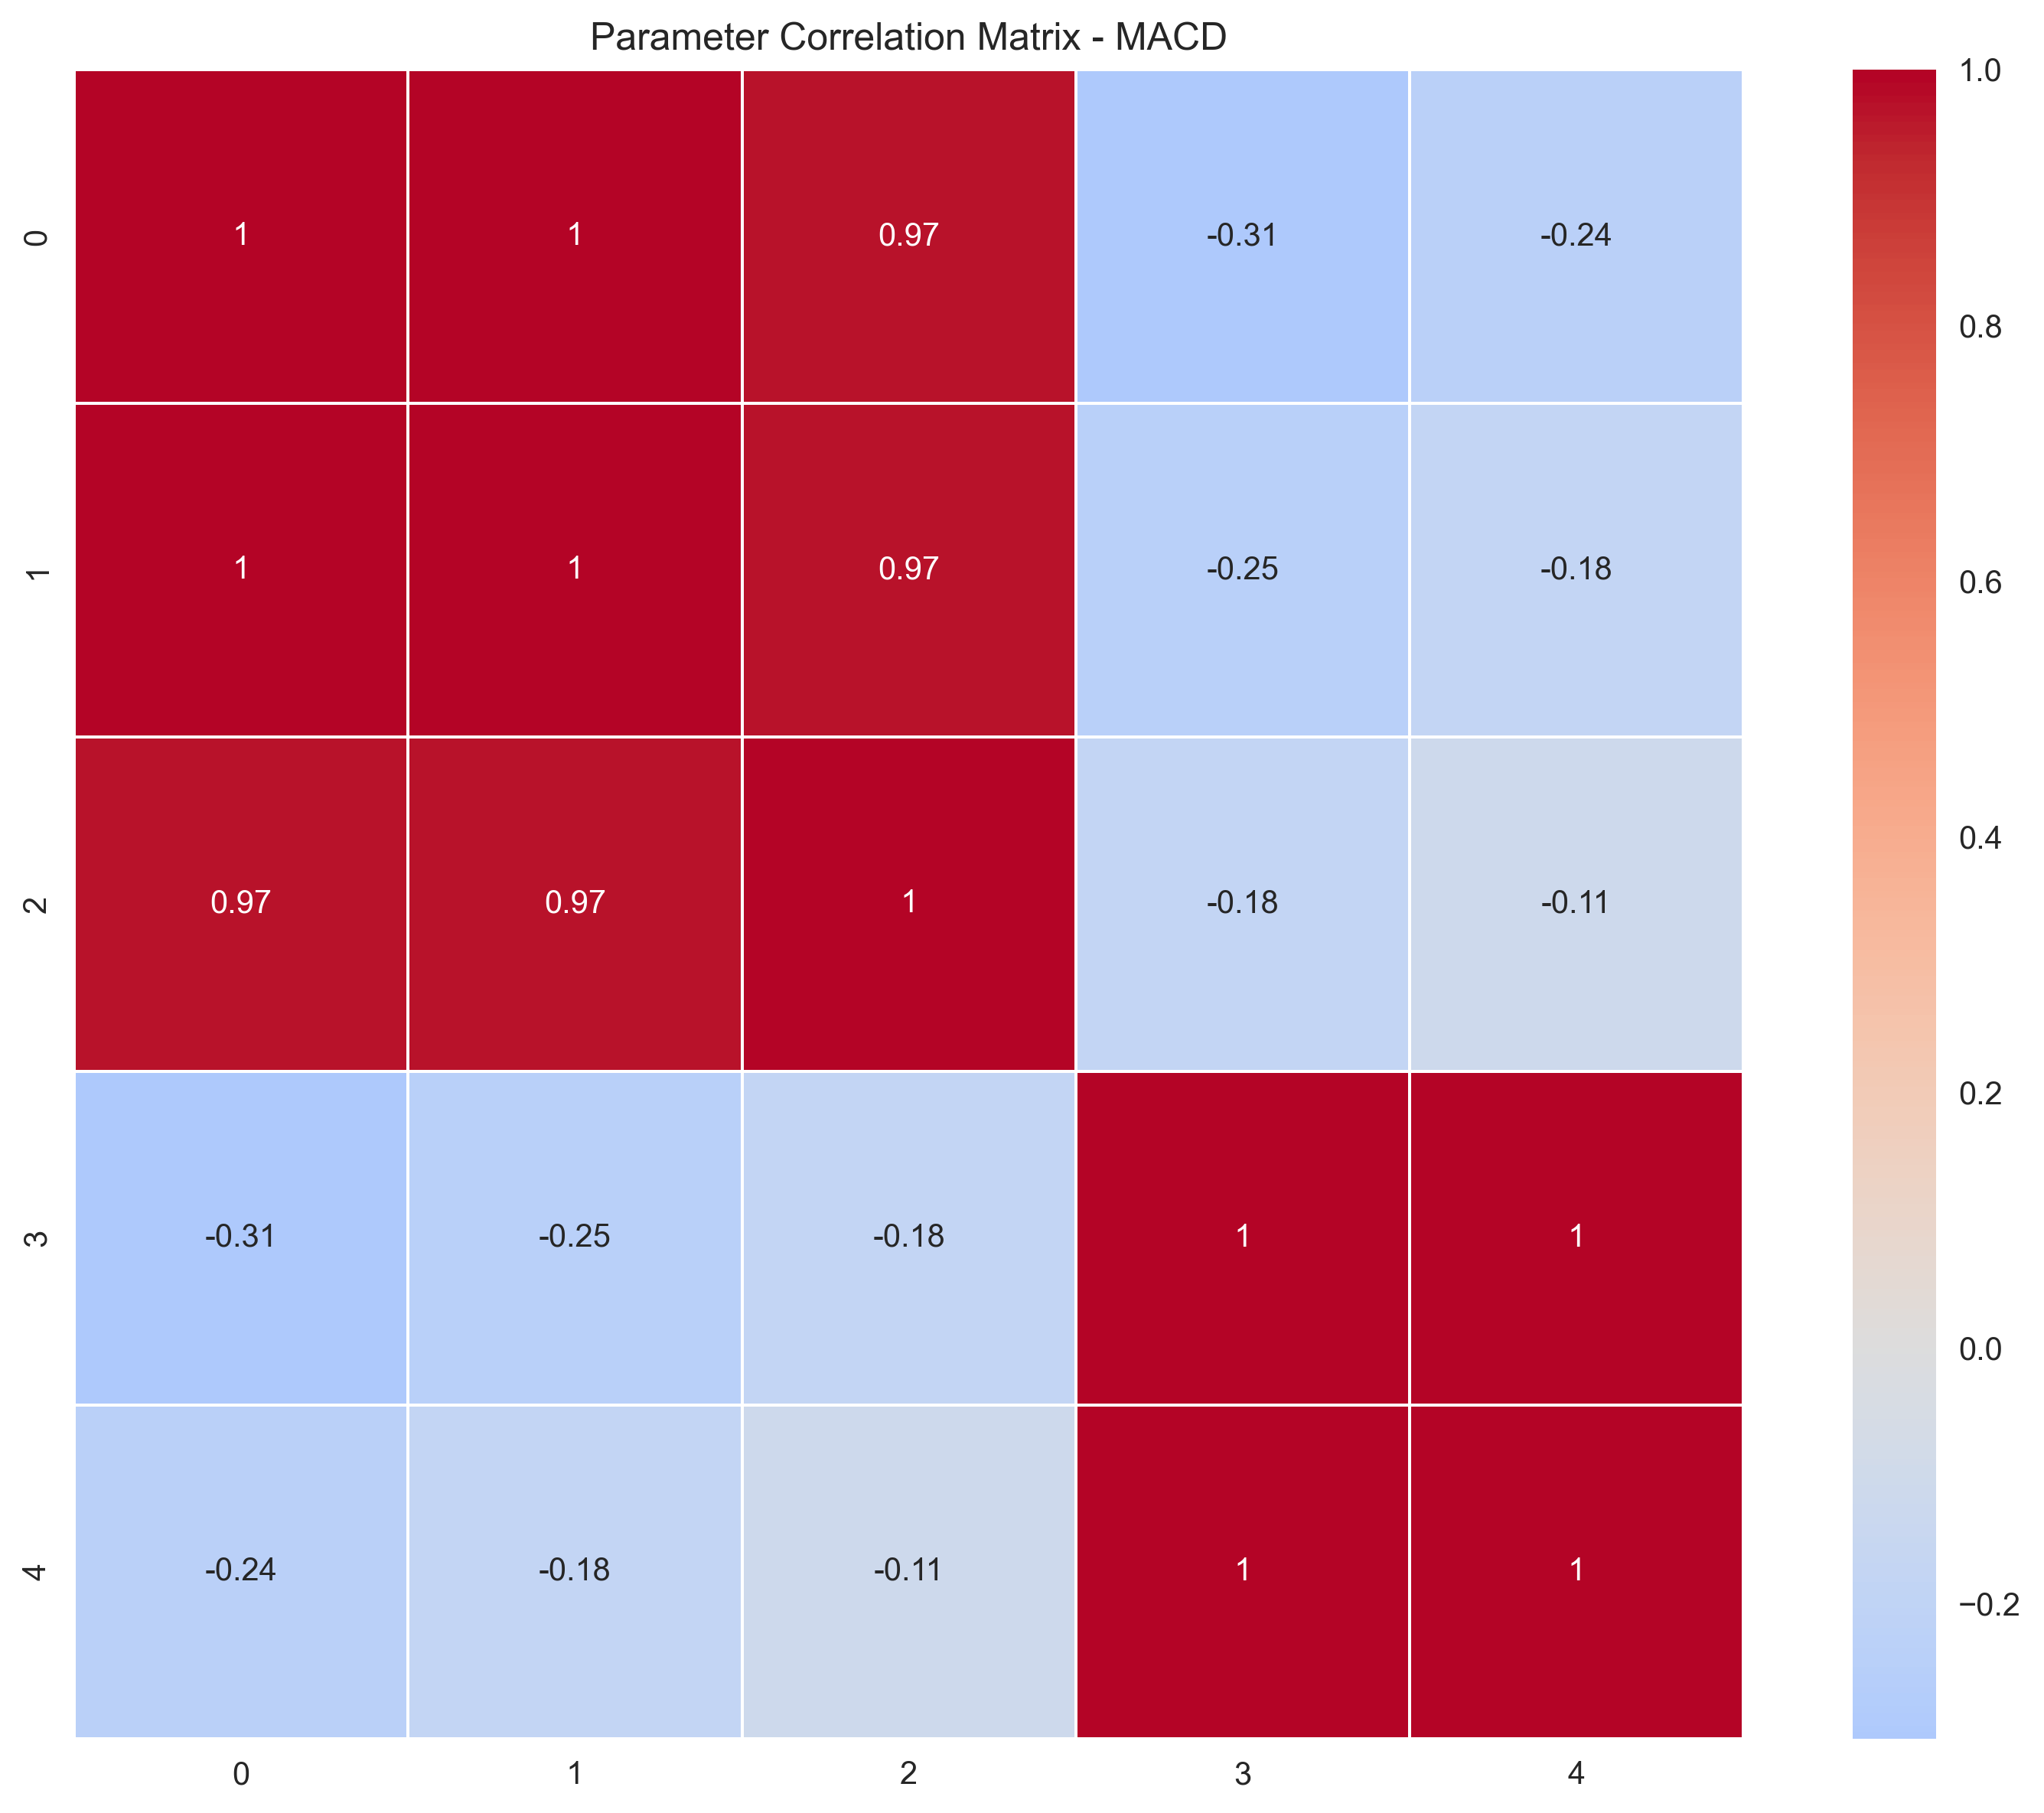 Parameter Correlation Matrix - MACD
1.0
0 1 1 0.97 -0.31 -0.24
0.8
1 1 1 0.97 -0.25 -0.18
0.6
0.4
2 0.97 0.97 1 -0.18 -0.11
0.2
3 -0.31 -0.25 -0.18 1 1
0.0
4 -0.24 -0.18 -0.11 1 1
−0.2
0 1 2 3 4